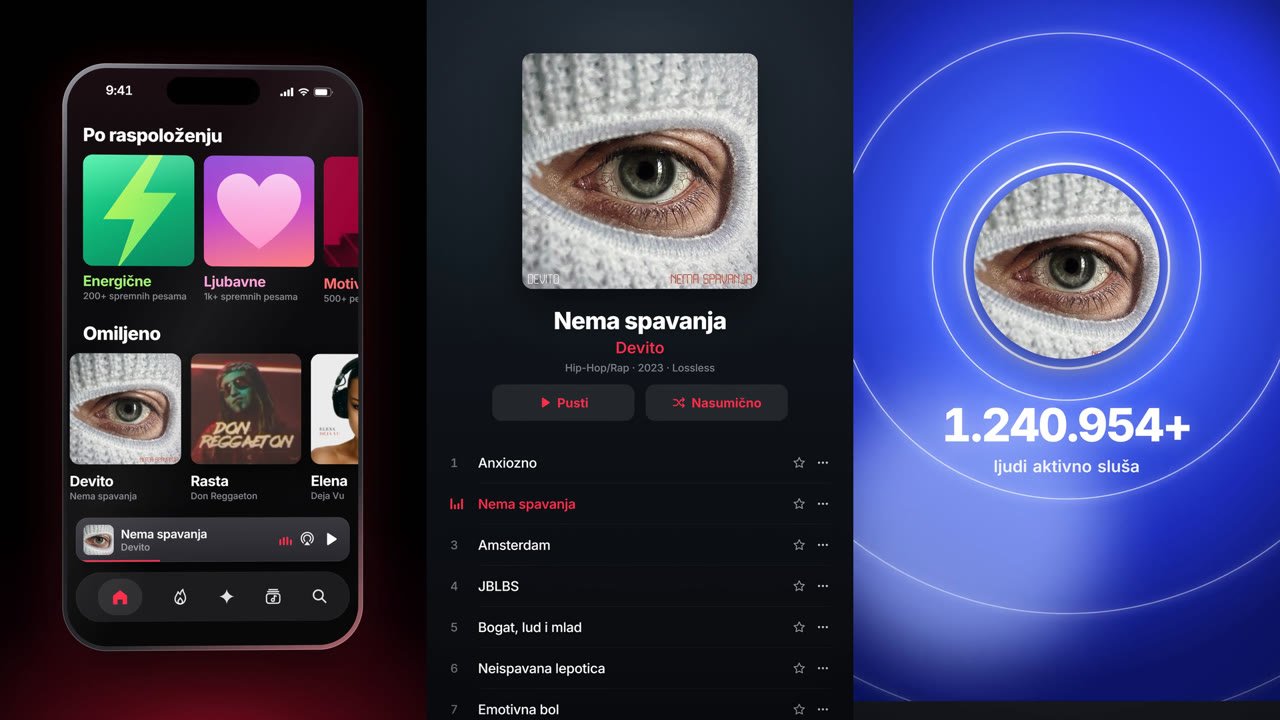 9:41
Po raspoloženju
Energične
200+ spremnih pesama
Ljubavne
1k+ spremnih pesama
Motiv
500+ pe
Omiljeno
DON
REGGAETON
ELENA
Devito
Nema spavanja
Rasta
Don Reggaeton
Elena
Deja Vu
Nema spavanja
Devito
DEVITO
NEMA SPAVANJA
Nema spavanja
Devito
Hip-Hop/Rap · 2023 · Lossless
Pusti
Nasumično
1 Anxiozno
Nema spavanja
3 Amsterdam
4 JBLBS
5 Bogat, lud i mlad
6 Neispavana lepotica
7 Emotivna bol
1.240.954+
ljudi aktivno sluša